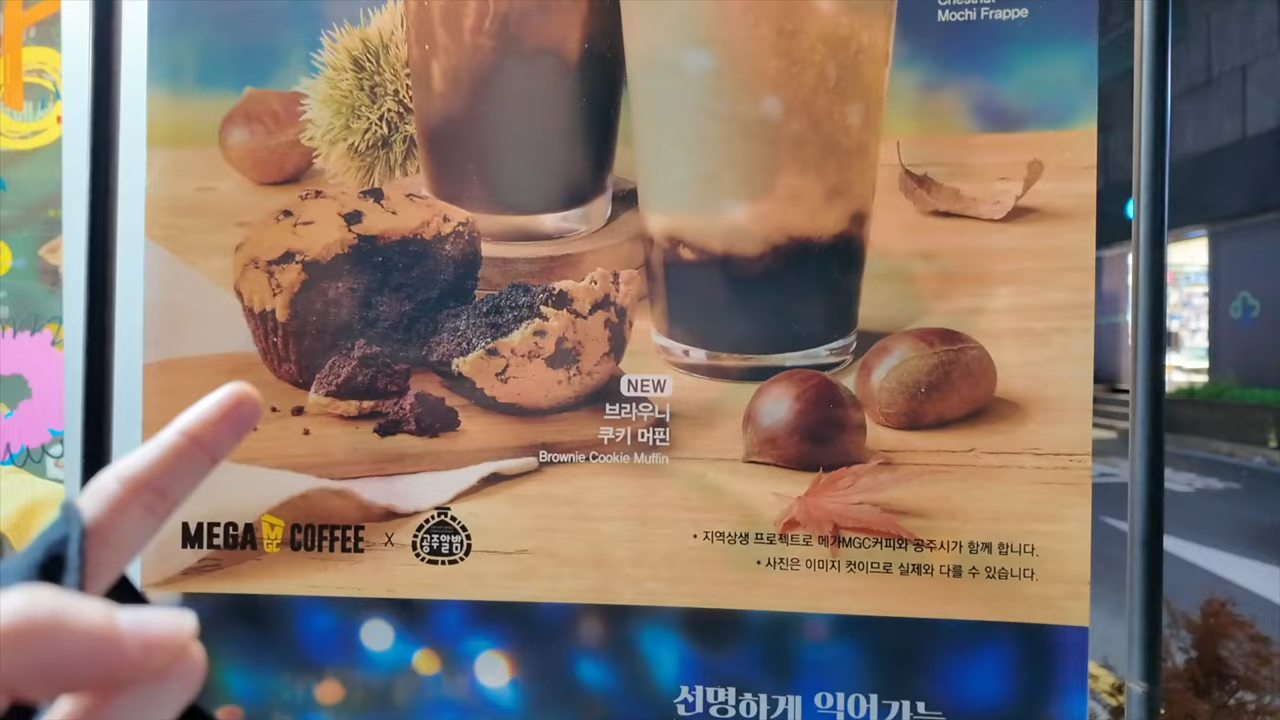 Chestnut
Mochi Frappe
NEW
브라우니
쿠키 머핀
Brownie Cookie Muffin
MEGA MGC COFFEE X 공주알밤
* 지역상생 프로젝트로 메가MGC커피와 공주시가 함께 합니다.
* 사진은 이미지 컷이므로 실제와 다를 수 있습니다.
선명하게 익어가는